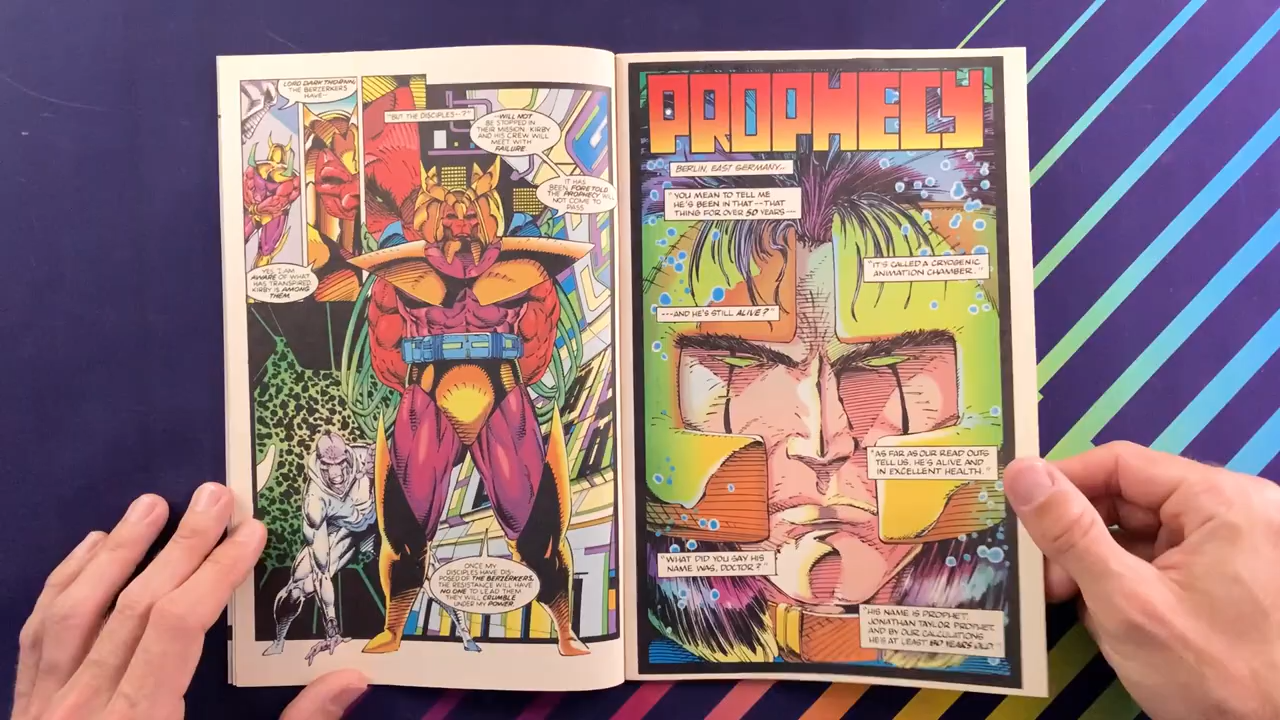 LORD DARK THORNN,
THE BERZERKERS
HAVE--
YES, I AM
AWARE OF WHAT
HAS TRANSPIRED.
KIRBY IS AMONG
THEM.
"BUT THE DISCIPLES--?"
--WILL NOT
BE STOPPED IN
THEIR MISSION. KIRBY
AND HIS CREW WILL
MEET WITH
FAILURE.
IT HAS
BEEN FORETOLD
THE PROPHECY WILL
NOT COME TO
PASS.
ONCE MY
DISCIPLES HAVE DIS-
POSED OF THE BERZERKERS,
THE RESISTANCE WILL HAVE
NO ONE TO LEAD THEM.
THEY WILL CRUMBLE
UNDER MY POWER.
PROPHECY
BERLIN, EAST GERMANY...
"YOU MEAN TO TELL ME
HE'S BEEN IN THAT---THAT
THING FOR OVER 50 YEARS---
"IT'S CALLED A CRYOGENIC
ANIMATION CHAMBER..."
---AND HE'S STILL ALIVE?"
"AS FAR AS OUR READ OUTS
TELL US, HE'S ALIVE AND
IN EXCELLENT HEALTH."
"WHAT DID YOU SAY HIS
NAME WAS, DOCTOR?"
"HIS NAME IS PROPHET.
JONATHAN TAYLOR PROPHET.
AND BY OUR CALCULATIONS
HE'S AT LEAST 80 YEARS OLD."